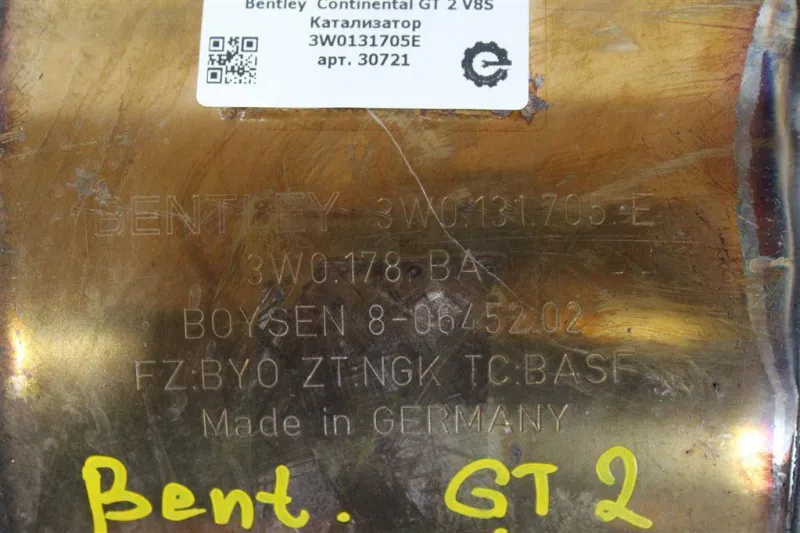 Bentley Continental GT 2 V8S
Катализатор
3W0131705E
арт. 30721
BENTLEY 3W0.131.705.E
3W0.178.BA
BOYSEN 8-06452.02
FZ:BYO ZT:NGK TC:BASF
Made in GERMANY
Bent. GT 2